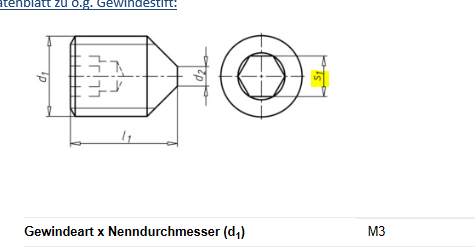 atenblatt zu o.g. Gewindestift:
d1
d2
s1
l1
Gewindeart x Nenndurchmesser (d1) M3